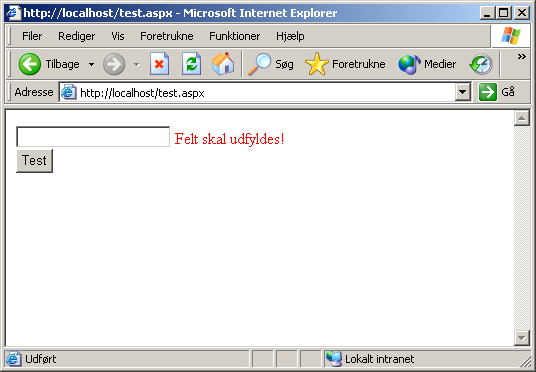 http://localhost/test.aspx - Microsoft Internet Explorer
Filer Rediger Vis Foretrukne Funktioner Hjælp
Tilbage Søg Foretrukne Medier »
Adresse http://localhost/test.aspx Gå
Felt skal udfyldes!
Test
Udført Lokalt intranet